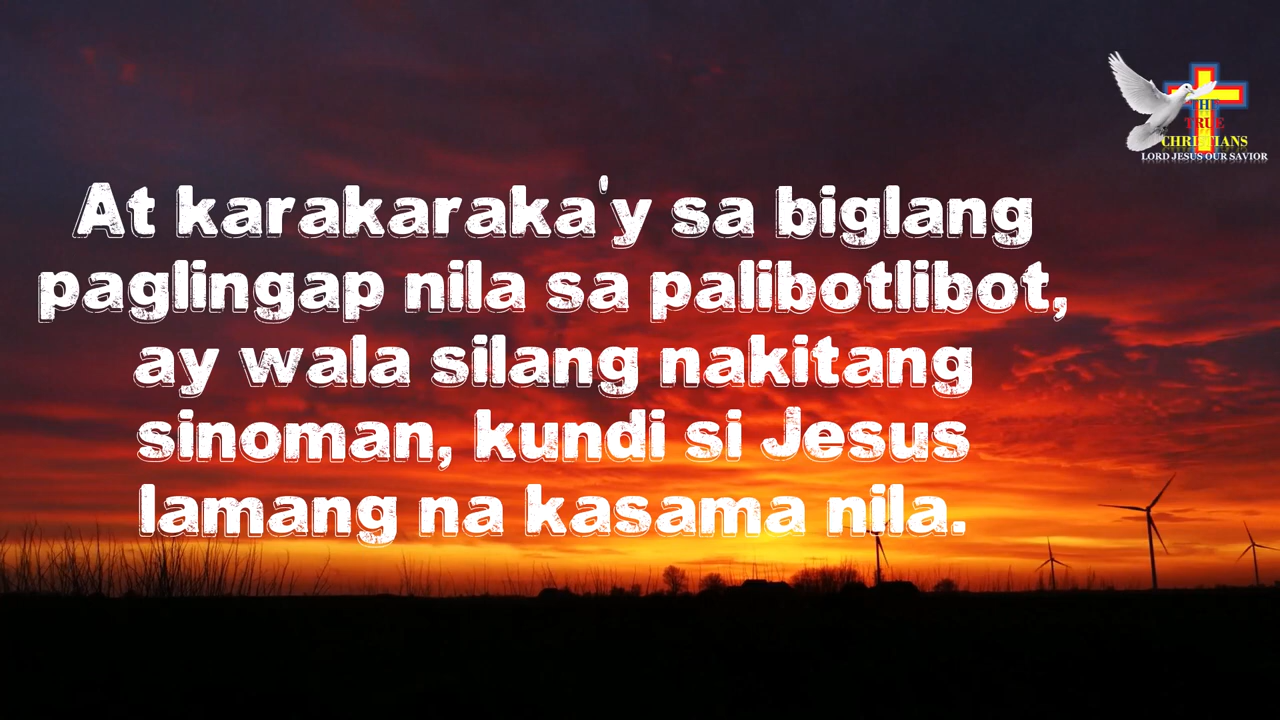 THE
TRUE
CHRISTIANS
LORD JESUS OUR SAVIOR
At karakaraka'y sa biglang
paglingap nila sa palibotlibot,
ay wala silang nakitang
sinoman, kundi si Jesus
lamang na kasama nila.